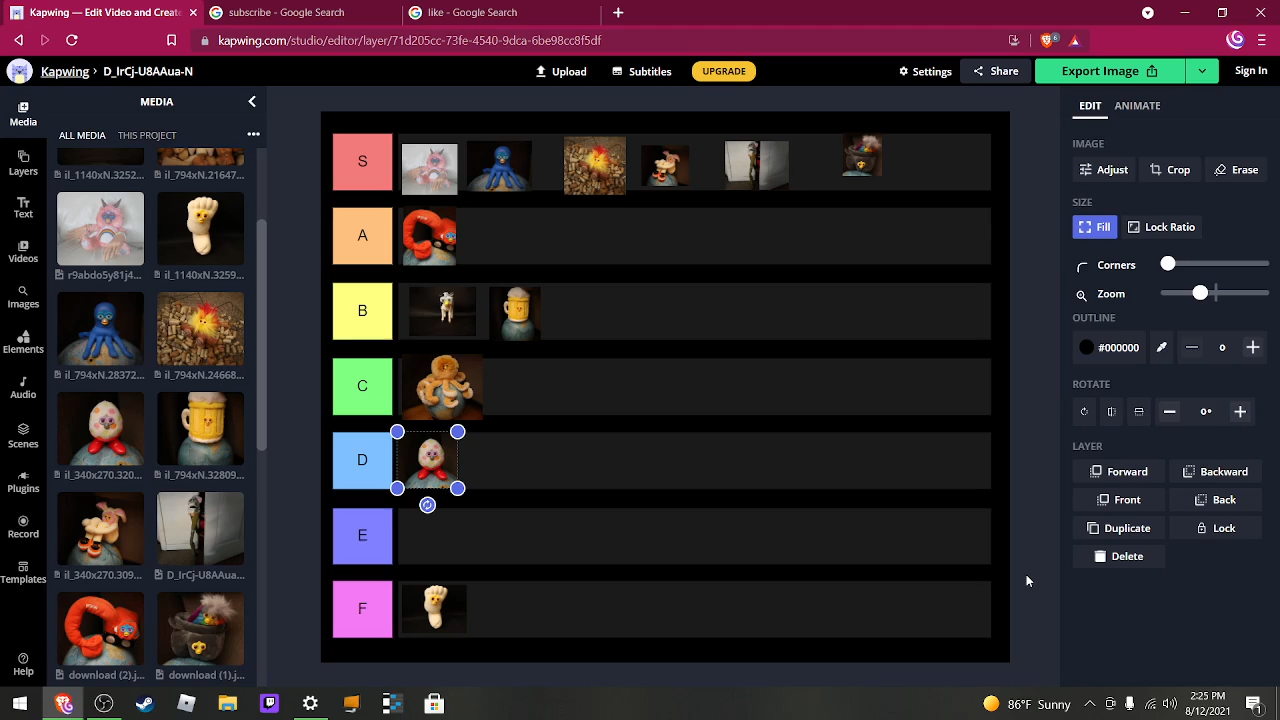 Kapwing - Edit Video and Create
subscribe - Google Search
like - Google Search
kapwing.com/studio/editor/layer/71d205cc-73fe-4540-9dca-6be98cc8f5df
6
Kapwing > D_IrCj-U8AAua-N
Upload
Subtitles
UPGRADE
Settings
Share
Export Image
Sign In
Media
Layers
Text
Videos
Images
Elements
Audio
Scenes
Plugins
Record
Templates
Help
MEDIA
ALL MEDIA
THIS PROJECT
il_1140xN.3252...
il_794xN.21647...
r9abdo5y81j4...
il_1140xN.3259...
il_794xN.28372...
il_794xN.24668...
il_340x270.320...
il_794xN.32809...
il_340x270.309...
D_IrCj-U8AAua...
download (2).j...
download (1).j...
S
A
B
C
D
E
F
EDIT
ANIMATE
IMAGE
Adjust
Crop
Erase
SIZE
Fill
Lock Ratio
Corners
Zoom
OUTLINE
#000000
0
ROTATE
0°
LAYER
Forward
Backward
Front
Back
Duplicate
Lock
Delete
86°F Sunny
2:25 PM
8/12/2021